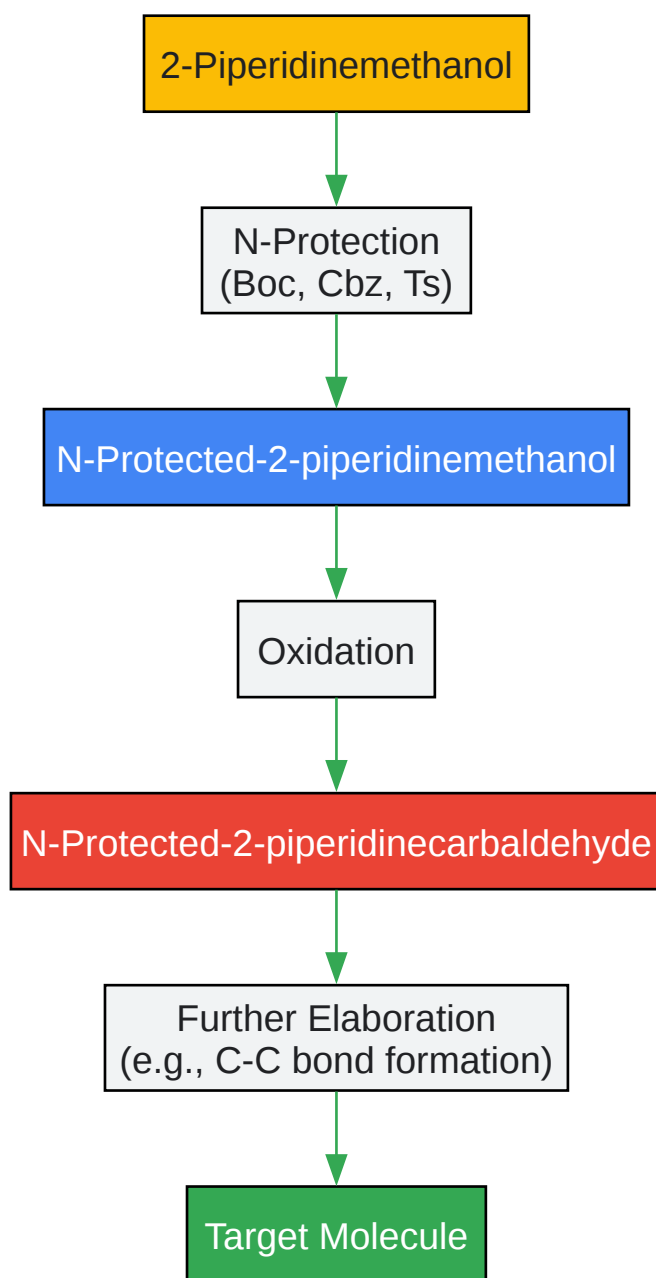 2-Piperidinemethanol
N-Protection
(Boc, Cbz, Ts)
N-Protected-2-piperidinemethanol
Oxidation
N-Protected-2-piperidinecarbaldehyde
Further Elaboration
(e.g., C-C bond formation)
Target Molecule